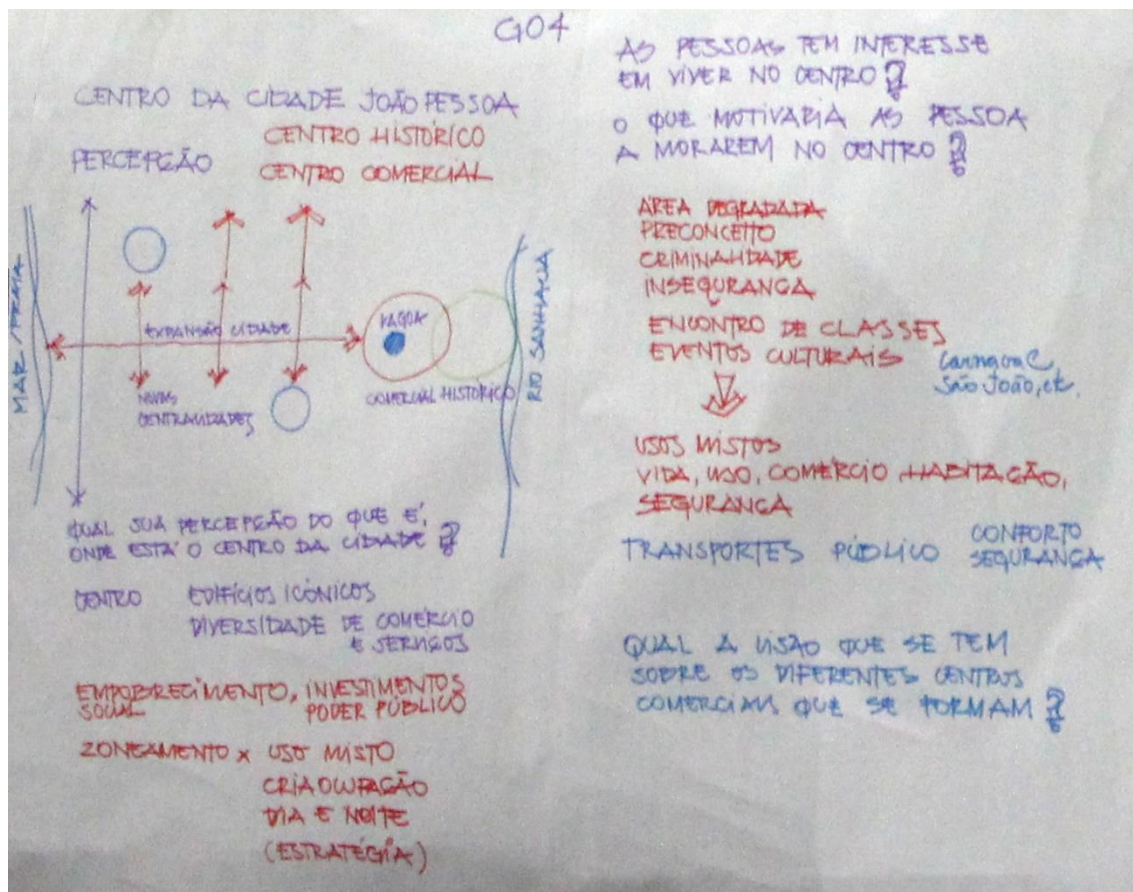 G04
CENTRO DA CIDADE JOÃO PESSOA
CENTRO HISTÓRICO
PERCEPÇÃO
CENTRO COMERCIAL
MAR / PRAIA
EXPANSÃO CIDADE
LAGOA
RIO SANHAUÁ
NOVAS
CENTRALIDADES
COMERCIAL HISTÓRICO
QUAL SUA PERCEPÇÃO DO QUE É,
ONDE ESTÁ O CENTRO DA CIDADE ?
CENTRO EDIFÍCIOS ICÔNICOS
DIVERSIDADE DE COMÉRCIO
E SERVIÇOS
EMPOBRECIMENTO, INVESTIMENTOS
SOCIAL PODER PÚBLICO
ZONEAMENTO x USO MISTO
CRIA OCUPAÇÃO
DIA E NOITE
(ESTRATÉGIA)
AS PESSOAS TEM INTERESSE
EM VIVER NO CENTRO ?
O QUE MOTIVARIA AS PESSOA
A MORAREM NO CENTRO ?
ÁREA DEGRADADA
PRECONCEITO
CRIMINALIDADE
INSEGURANÇA
ENCONTRO DE CLASSES
EVENTOS CULTURAIS
Carnaval,
São João, etc.
USOS MISTOS
VIDA, USO, COMÉRCIO HABITAÇÃO,
SEGURANÇA
TRANSPORTES PÚBLICO CONFORTO
SEGURANÇA
QUAL A VISÃO QUE SE TEM
SOBRE OS DIFERENTES CENTROS
COMERCIAIS QUE SE FORMAM ?